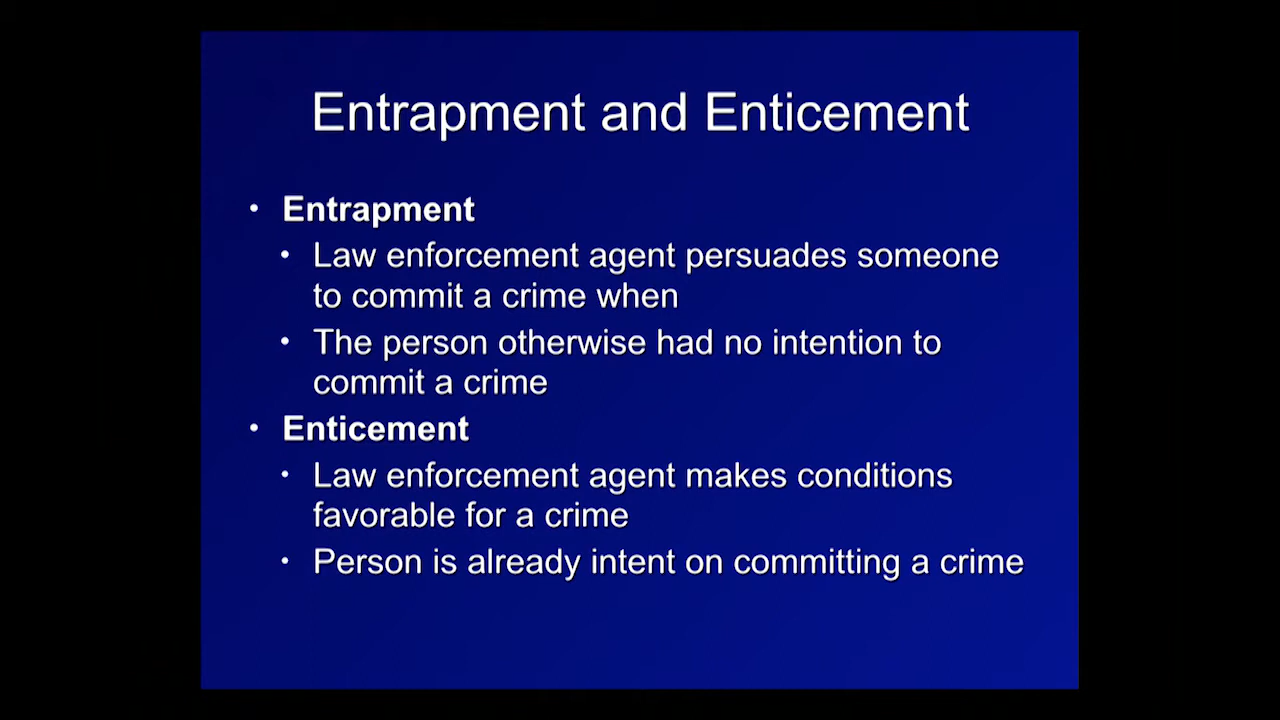 Entrapment and Enticement
• Entrapment
• Law enforcement agent persuades someone
to commit a crime when
• The person otherwise had no intention to
commit a crime
• Enticement
• Law enforcement agent makes conditions
favorable for a crime
• Person is already intent on committing a crime